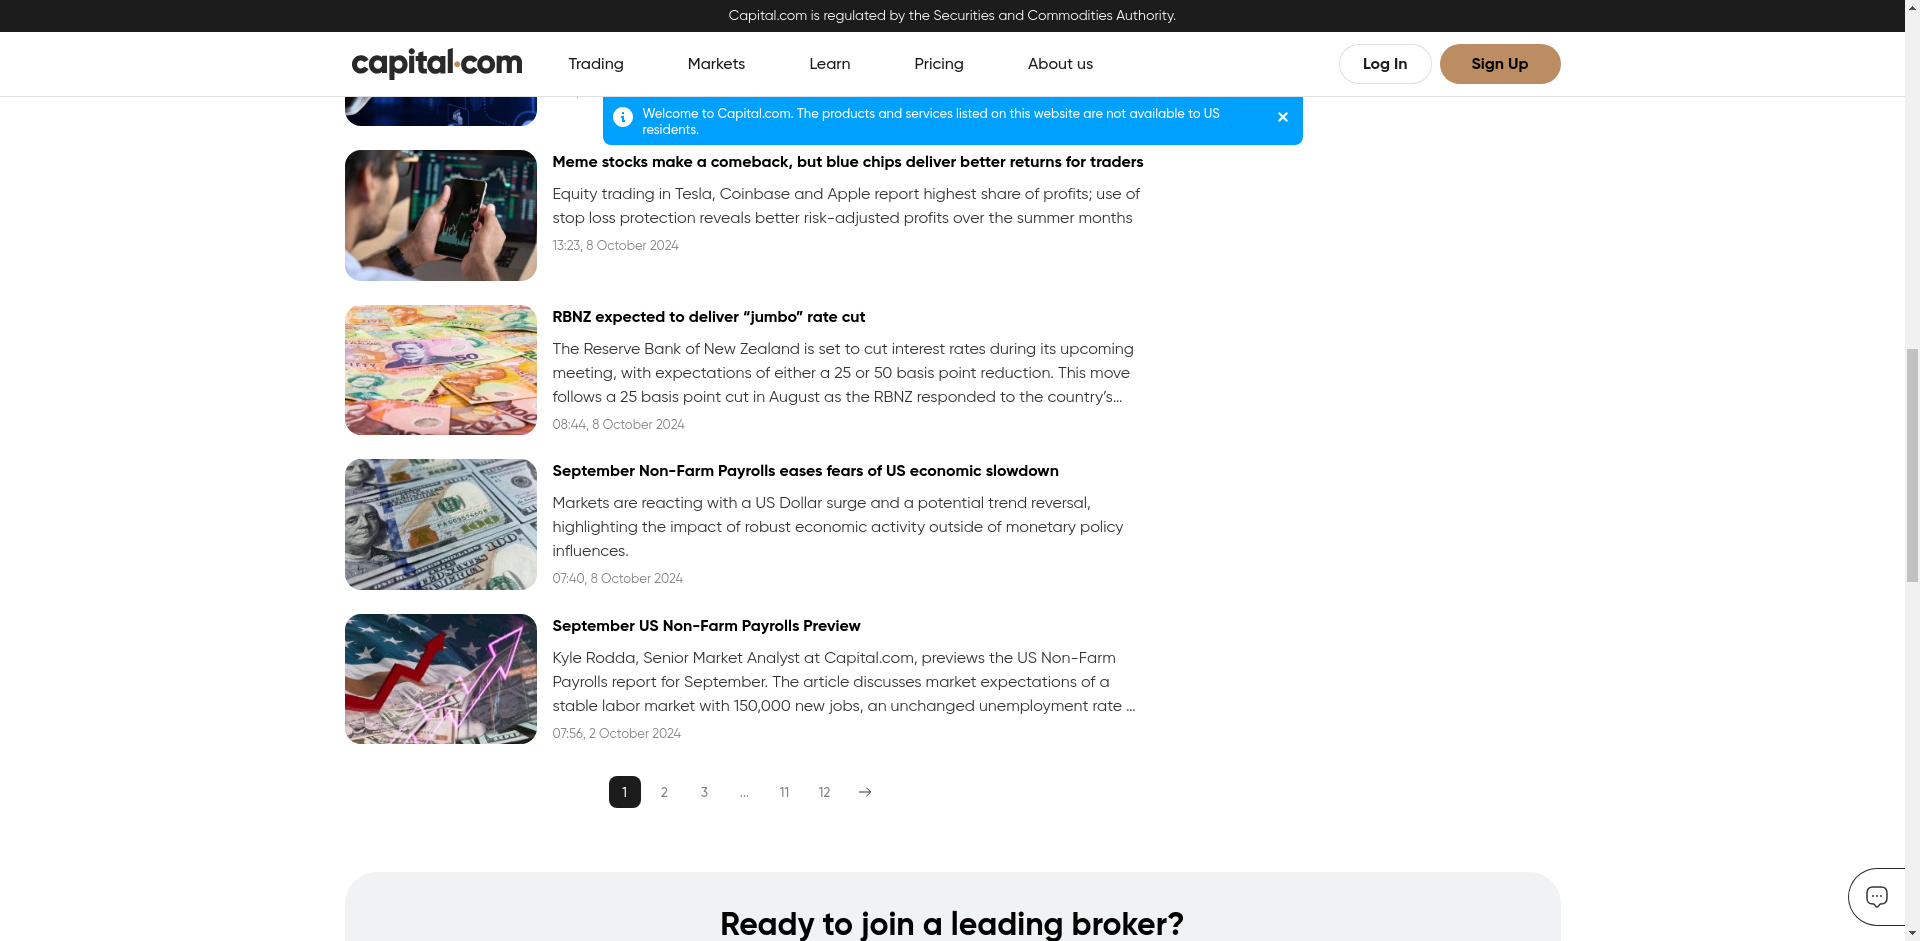 Capital.com is regulated by the Securities and Commodities Authority.
capital.com
Trading
Markets
Learn
Pricing
About us
Log In
Sign Up
Welcome to Capital.com. The products and services listed on this website are not available to US
residents.
Meme stocks make a comeback, but blue chips deliver better returns for traders
Equity trading in Tesla, Coinbase and Apple report highest share of profits; use of
stop loss protection reveals better risk-adjusted profits over the summer months
13:23, 8 October 2024
RBNZ expected to deliver “jumbo” rate cut
The Reserve Bank of New Zealand is set to cut interest rates during its upcoming
meeting, with expectations of either a 25 or 50 basis point reduction. This move
follows a 25 basis point cut in August as the RBNZ responded to the country’s...
08:44, 8 October 2024
September Non-Farm Payrolls eases fears of US economic slowdown
Markets are reacting with a US Dollar surge and a potential trend reversal,
highlighting the impact of robust economic activity outside of monetary policy
influences.
07:40, 8 October 2024
September US Non-Farm Payrolls Preview
Kyle Rodda, Senior Market Analyst at Capital.com, previews the US Non-Farm
Payrolls report for September. The article discusses market expectations of a
stable labor market with 150,000 new jobs, an unchanged unemployment rate ...
07:56, 2 October 2024
1 2 3 ... 11 12
Ready to join a leading broker?